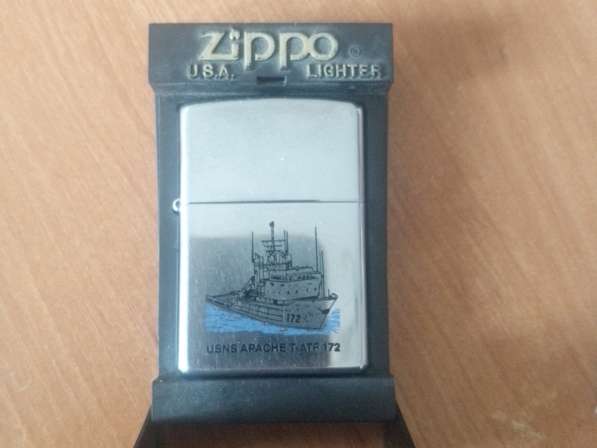 Zippo ®
U.S.A. LIGHTER
172
USNS APACHE T-ATF 172